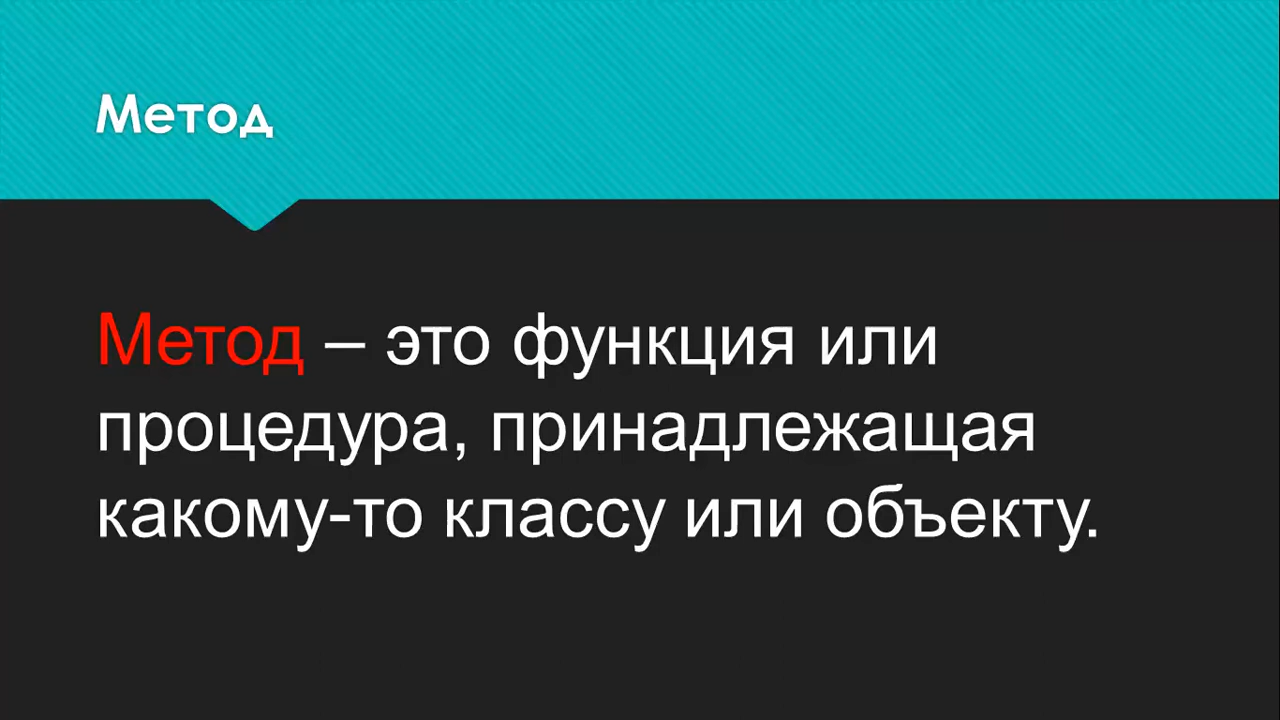 Метод
Метод – это функция или
процедура, принадлежащая
какому-то классу или объекту.